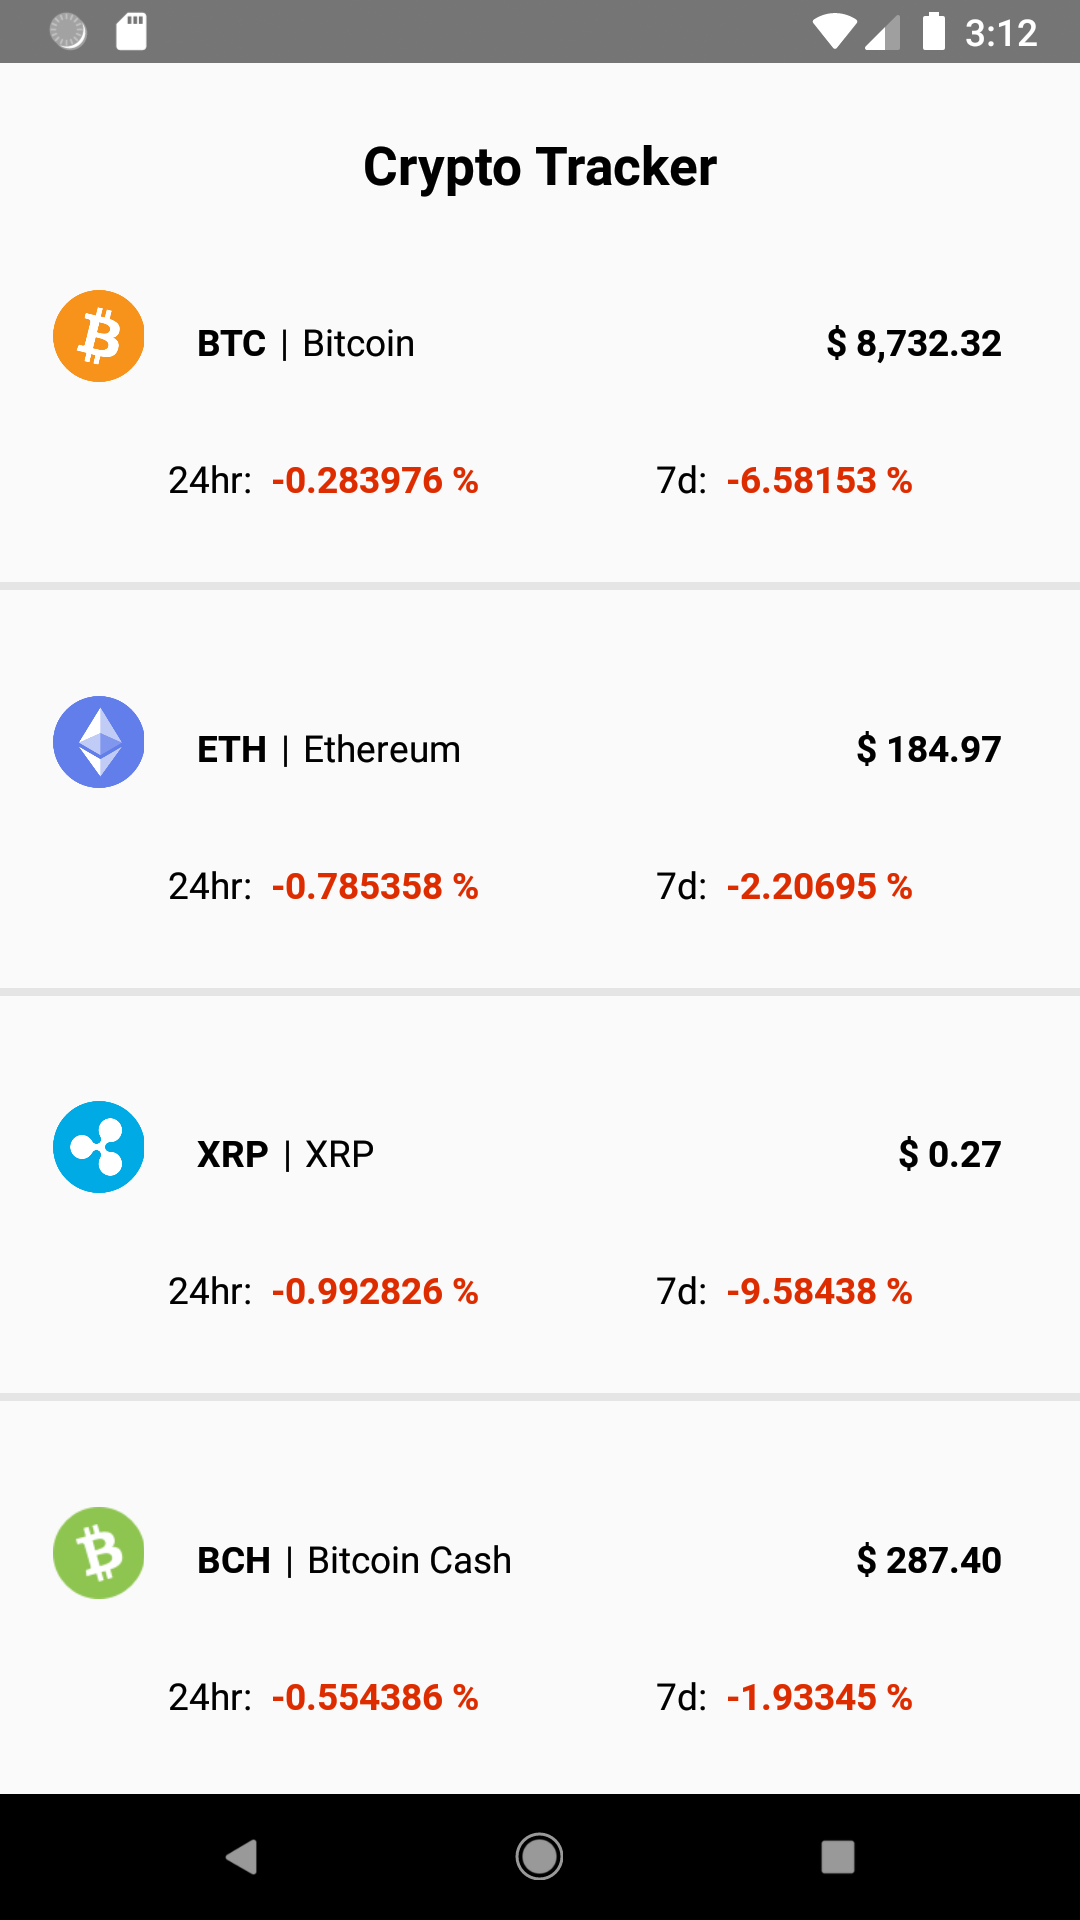 3:12
Crypto Tracker
BTC | Bitcoin $ 8,732.32
24hr: -0.283976 % 7d: -6.58153 %
ETH | Ethereum $ 184.97
24hr: -0.785358 % 7d: -2.20695 %
XRP | XRP $ 0.27
24hr: -0.992826 % 7d: -9.58438 %
BCH | Bitcoin Cash $ 287.40
24hr: -0.554386 % 7d: -1.93345 %